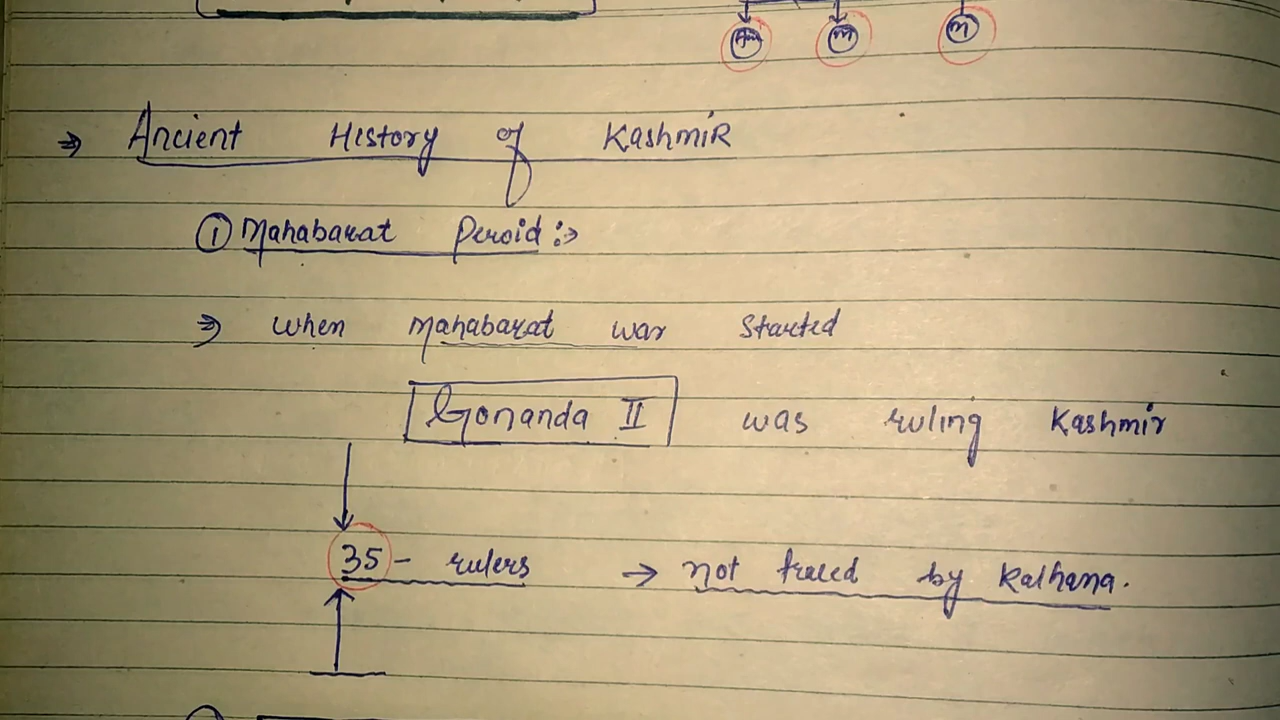 ⇒ Ancient History of Kashmir
① Mahabarat Peroid :→
⇒ when Mahabarat war started
Gonanda II was ruling Kashmir
35 - rulers → not traced by Kalhana.